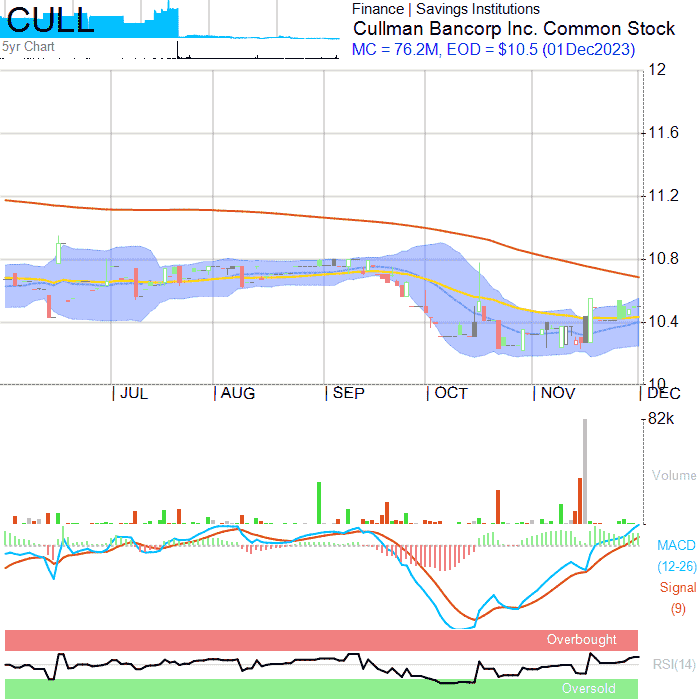 CULL
5yr Chart
Finance | Savings Institutions
Cullman Bancorp Inc. Common Stock
MC = 76.2M, EOD = $10.5 (01Dec2023)
12
11.6
11.2
10.8
10.4
10
JUL AUG SEP OCT NOV DEC
82k
Volume
MACD
(12-26)
Signal
(9)
Overbought
RSI(14)
Oversold